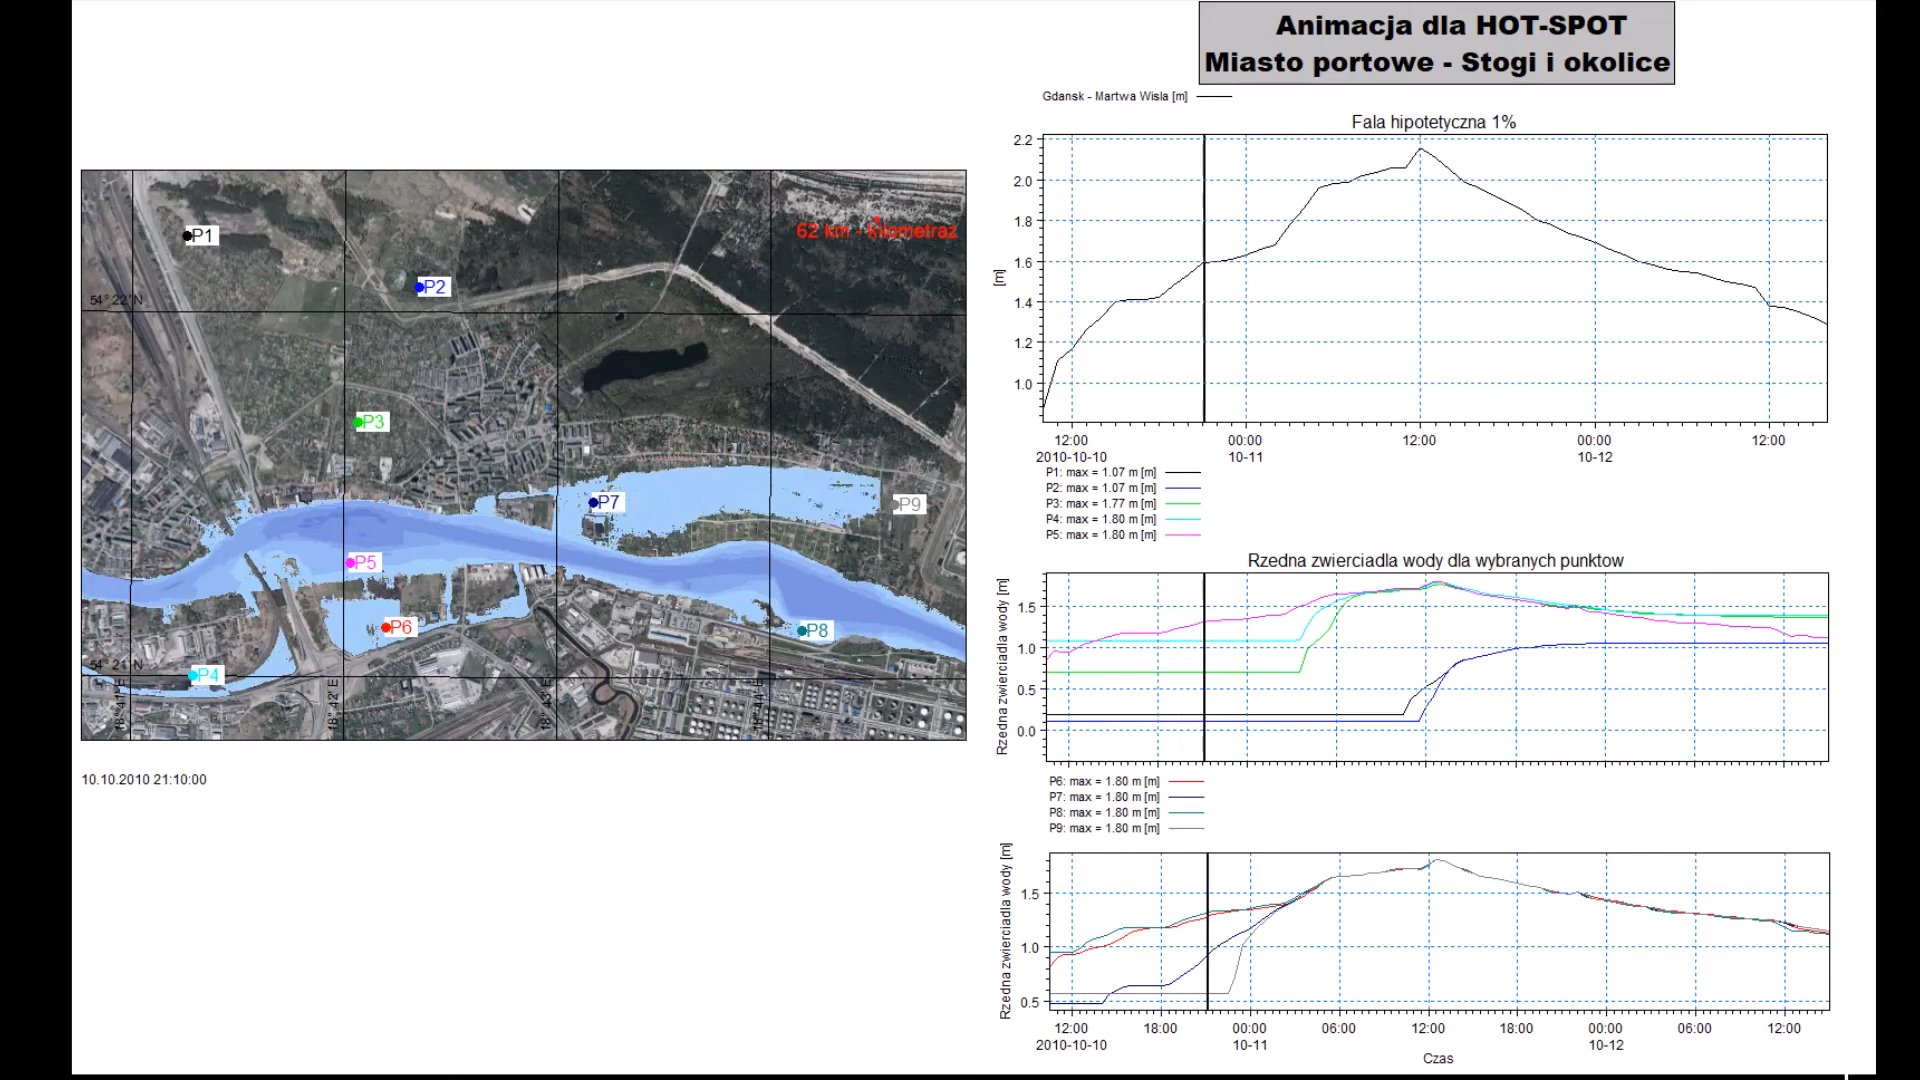 Animacja dla HOT-SPOT
Miasto portowe - Stogi i okolice
Gdansk - Martwa Wisla [m]
Fala hipotetyczna 1%
2.2
2.0
1.8
1.6
1.4
1.2
1.0
[m]
12:00 00:00 12:00 00:00 12:00
2010-10-10 10-11 10-12
P1: max = 1.07 m [m]
P2: max = 1.07 m [m]
P3: max = 1.77 m [m]
P4: max = 1.80 m [m]
P5: max = 1.80 m [m]
Rzedna zwierciadla wody dla wybranych punktow
Rzedna zwierciadla wody [m]
1.5
1.0
0.5
0.0
P6: max = 1.80 m [m]
P7: max = 1.80 m [m]
P8: max = 1.80 m [m]
P9: max = 1.80 m [m]
Rzedna zwierciadla wody [m]
1.5
1.0
0.5
12:00 18:00 00:00 06:00 12:00 18:00 00:00 06:00 12:00
2010-10-10 10-11 10-12
Czas
P1
62 km - kilometraz
P2
54°22' N
P3
P7
P9
P5
P6
P8
54°21' N
P4
18°41' E
18°42' E
18°43' E
18°44' E
10.10.2010 21:10:00